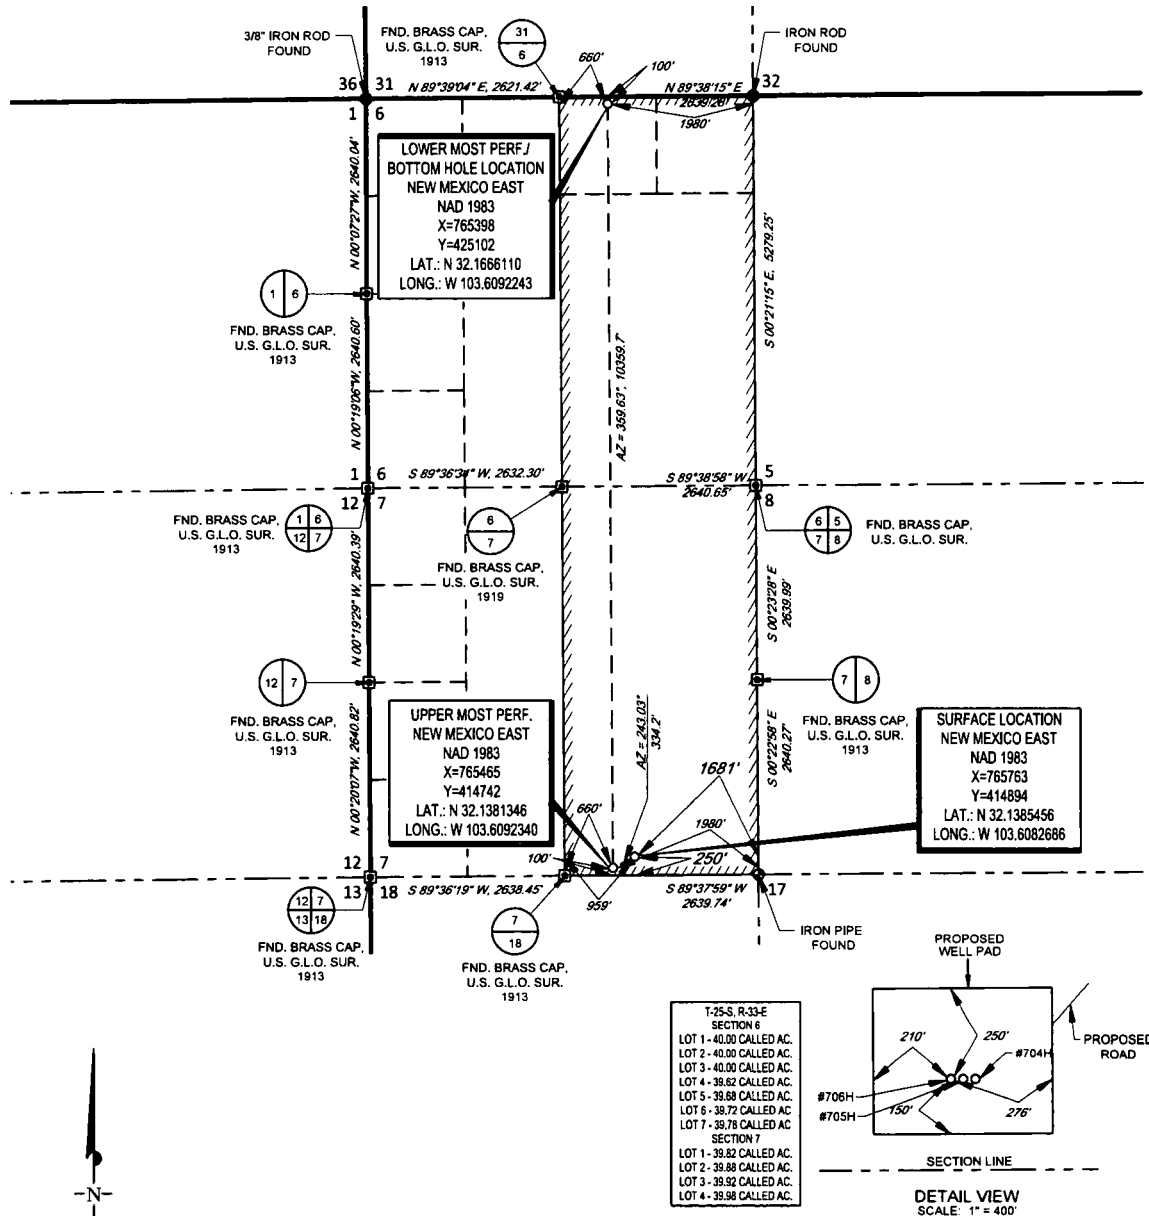 3/8" IRON ROD
FOUND
FND. BRASS CAP,
U.S. G.L.O SUR.
1913
31
6
660'
100'
IRON ROD
FOUND
36 31
N 89°39'04" E, 2621.42'
N 89°38'15" E
2639.28'
32
1 6
1980'
LOWER MOST PERF./
BOTTOM HOLE LOCATION
NEW MEXICO EAST
NAD 1983
X=765398
Y=425102
LAT.: N 32.1666110
LONG.: W 103.6092243
N 00°07'27"W, 2640.04'
S 00°21'15" E, 5279.25'
1 6
FND. BRASS CAP,
U.S. G.L.O. SUR.
1913
N 00°19'06"W, 2640.60'
AZ = 359.63°, 10359.7'
1 6
S 89°36'34" W, 2632.30'
S 89°38'58" W
2640.65'
5
12 7
8
FND. BRASS CAP,
U.S. G.L.O. SUR.
1913
1 6
12 7
6
7
FND. BRASS CAP,
U.S. G.L.O. SUR.
1919
6 5
7 8
FND. BRASS CAP,
U.S. G.L.O. SUR.
N 00°19'29" W, 2640.39'
S 00°23'28" E
2639.99'
12 7
FND. BRASS CAP,
U.S. G.L.O. SUR.
1913
7 8
FND. BRASS CAP,
U.S. G.L.O. SUR.
1913
UPPER MOST PERF.
NEW MEXICO EAST
NAD 1983
X=765465
Y=414742
LAT.: N 32.1381346
LONG.: W 103.6092340
AZ = 243.03°
334.2'
S 00°22'58" E
2640.27'
SURFACE LOCATION
NEW MEXICO EAST
NAD 1983
X=765763
Y=414894
LAT.: N 32.1385456
LONG.: W 103.6082686
N 00°20'07"W, 2640.82'
1681'
660'
1980'
100'
250'
12 7
13 18
S 89°36'19" W, 2638.45'
959'
S 89°37'59" W
2639.74'
17
12 7
13 18
FND. BRASS CAP,
U.S. G.L.O. SUR.
1913
7
18
FND. BRASS CAP,
U.S. G.L.O. SUR.
1913
IRON PIPE
FOUND
T-25-S, R-33-E
SECTION 6
LOT 1 - 40.00 CALLED AC.
LOT 2 - 40.00 CALLED AC.
LOT 3 - 40.00 CALLED AC.
LOT 4 - 39.62 CALLED AC.
LOT 5 - 39.68 CALLED AC.
LOT 6 - 39.72 CALLED AC
LOT 7 - 39.78 CALLED AC
SECTION 7
LOT 1 - 39.82 CALLED AC.
LOT 2 - 39.88 CALLED AC.
LOT 3 - 39.92 CALLED AC.
LOT 4 - 39.98 CALLED AC.
PROPOSED
WELL PAD
210'
250'
#704H
PROPOSED
ROAD
#706H
#705H
150'
276'
SECTION LINE
DETAIL VIEW
SCALE: 1" = 400'
-N-